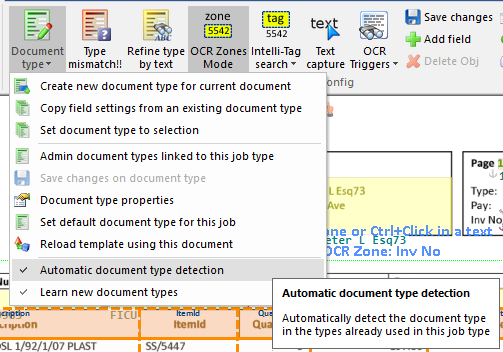 zone
5542
tag
5542
text
Save changes
Add field
Delete Obj
Document
type
Type
mismatch!!
Refine type
by text
OCR Zones
Mode
Intelli-Tag
search
Text
capture
OCR
Triggers
onfig
Create new document type for current document
Copy field settings from an existing document type
Set document type to selection
Admin document types linked to this job type
Save changes on document type
Document type properties
Set default document type for this job
Reload template using this document
Automatic document type detection
Learn new document types
Page 1
Type:
Pay:
Inv No
L Esq73
Ave
one or Ctrl+Click in a text
eter L Esq73
OCR Zone: Inv No
Automatic document type detection
Automatically detect the document type
in the types already used in this job type
Num
cription
FICU
ItemId
ItemId
Qua
OSL 1/92/1/07 PLAST
SS/5447